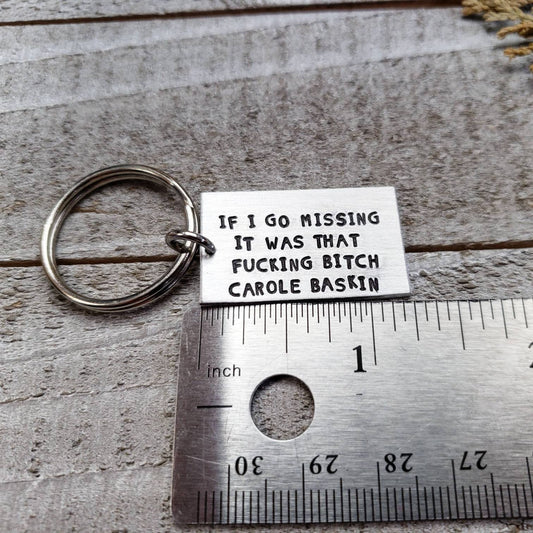 IF I GO MISSING
IT WAS THAT
FUCKING BITCH
CAROLE BASKIN
1
inch
30 29 28 27